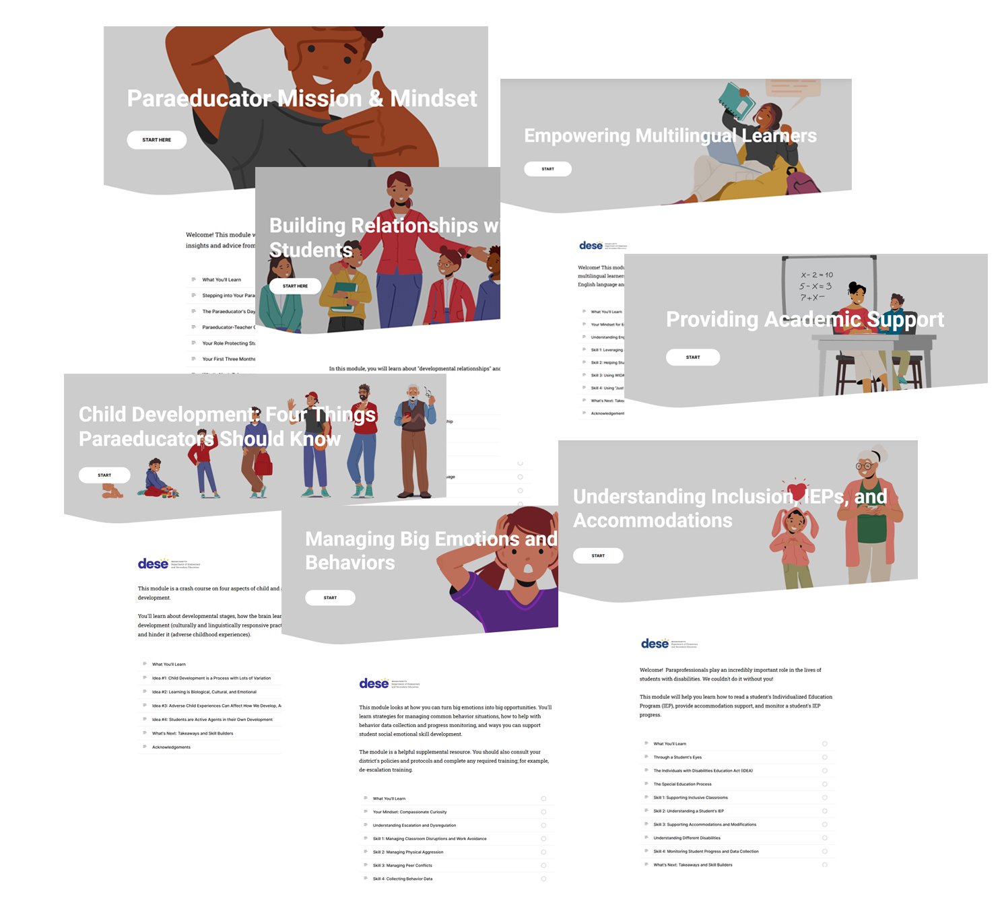 Paraeducator Mission & Mindset
START HERE
Welcome! This module w
insights and advice from
What You'll Learn
Stepping into Your Para
The Paraeducator's Day
Paraeducator-Teacher C
Your Role Protecting Stu
Your First Three Months
Empowering Multilingual Learners
START
dese
MASSACHUSETTS
Department of Elementary
and Secondary Education
Welcome! This modu
multilingual learners
English language an
What You'll Learn
Your Mindset for E
Understanding Eng
Skill 1: Leveraging
Skill 2: Helping Stu
Skill 3: Using WIDA
Skill 4: Using "Just
What's Next: Takea
Acknowledgement
Building Relationships wi
Students
START HERE
In this module, you will learn about "developmental relationships" and
ship
uage
X - 2 = 10
5 - X = 3
7 + X -
Providing Academic Support
START
Child Development: Four Things
Paraeducators Should Know
START
dese
MASSACHUSETTS
Department of Elementary
and Secondary Education
This module is a crash course on four aspects of child and a
development.
You'll learn about developmental stages, how the brain lear
development (culturally and linguistically responsive pract
and hinder it (adverse childhood experiences).
What You'll Learn
Idea #1: Child Development is a Process with Lots of Variation
Idea #2: Learning is Biological, Cultural, and Emotional
Idea #3: Adverse Child Experiences Can Affect How We Develop, A
Idea #4: Students are Active Agents in their Own Development
What's Next: Takeaways and Skill Builders
Acknowledgements
Managing Big Emotions and
Behaviors
START
dese
MASSACHUSETTS
Department of Elementary
and Secondary Education
This module looks at how you can turn big emotions into big opportunities. You'll
learn strategies for managing common behavior situations, how to help with
behavior data collection and progress monitoring, and ways you can support
student social emotional skill development.
The module is a helpful supplemental resource. You should also consult your
district's policies and protocols and complete any required training; for example,
de-escalation training.
What You'll Learn
Your Mindset: Compassionate Curiosity
Understanding Escalation and Dysregulation
Skill 1: Managing Classroom Disruptions and Work Avoidance
Skill 2: Managing Physical Aggression
Skill 3: Managing Peer Conflicts
Skill 4: Collecting Behavior Data
Understanding Inclusion, IEPs, and
Accommodations
START
dese
MASSACHUSETTS
Department of Elementary
and Secondary Education
Welcome! Paraprofessionals play an incredibly important role in the lives of
students with disabilities. We couldn't do it without you!
This module will help you learn how to read a student's Individualized Education
Program (IEP), provide accommodation support, and monitor a student's IEP
progress.
What You'll Learn
Through a Student's Eyes
The Individuals with Disabilities Education Act (IDEA)
The Special Education Process
Skill 1: Supporting Inclusive Classrooms
Skill 2: Understanding a Student's IEP
Skill 3: Supporting Accommodations and Modifications
Understanding Different Disabilities
Skill 4: Monitoring Student Progress and Data Collection
What's Next: Takeaways and Skill Builders